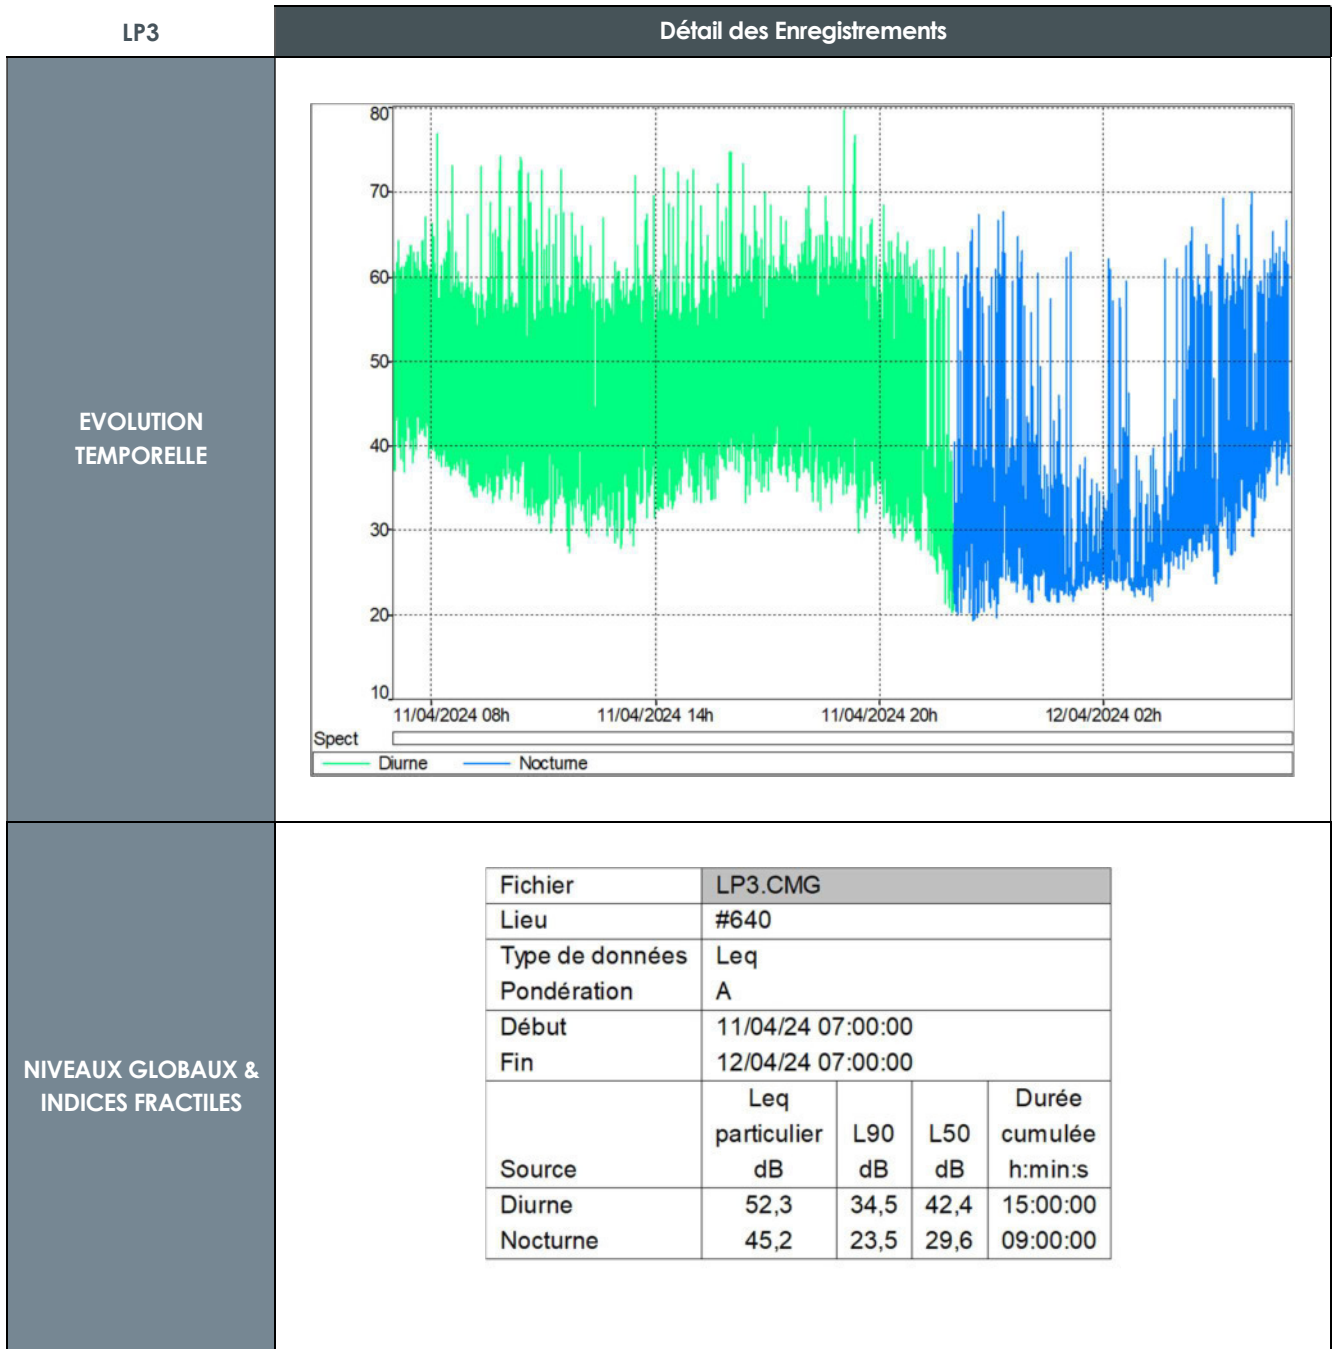 LP3
Détail des Enregistrements
EVOLUTION
TEMPORELLE
80
70
60
50
40
30
20
10
11/04/2024 08h 11/04/2024 14h 11/04/2024 20h 12/04/2024 02h
Spect
Diurne Nocturne
NIVEAUX GLOBAUX &
INDICES FRACTILES
Fichier LP3.CMG
Lieu #640
Type de données Leq
Pondération A
Début 11/04/24 07:00:00
Fin 12/04/24 07:00:00
Leq Durée
particulier L90 L50 cumulée
Source dB dB dB h:min:s
Diurne 52,3 34,5 42,4 15:00:00
Nocturne 45,2 23,5 29,6 09:00:00